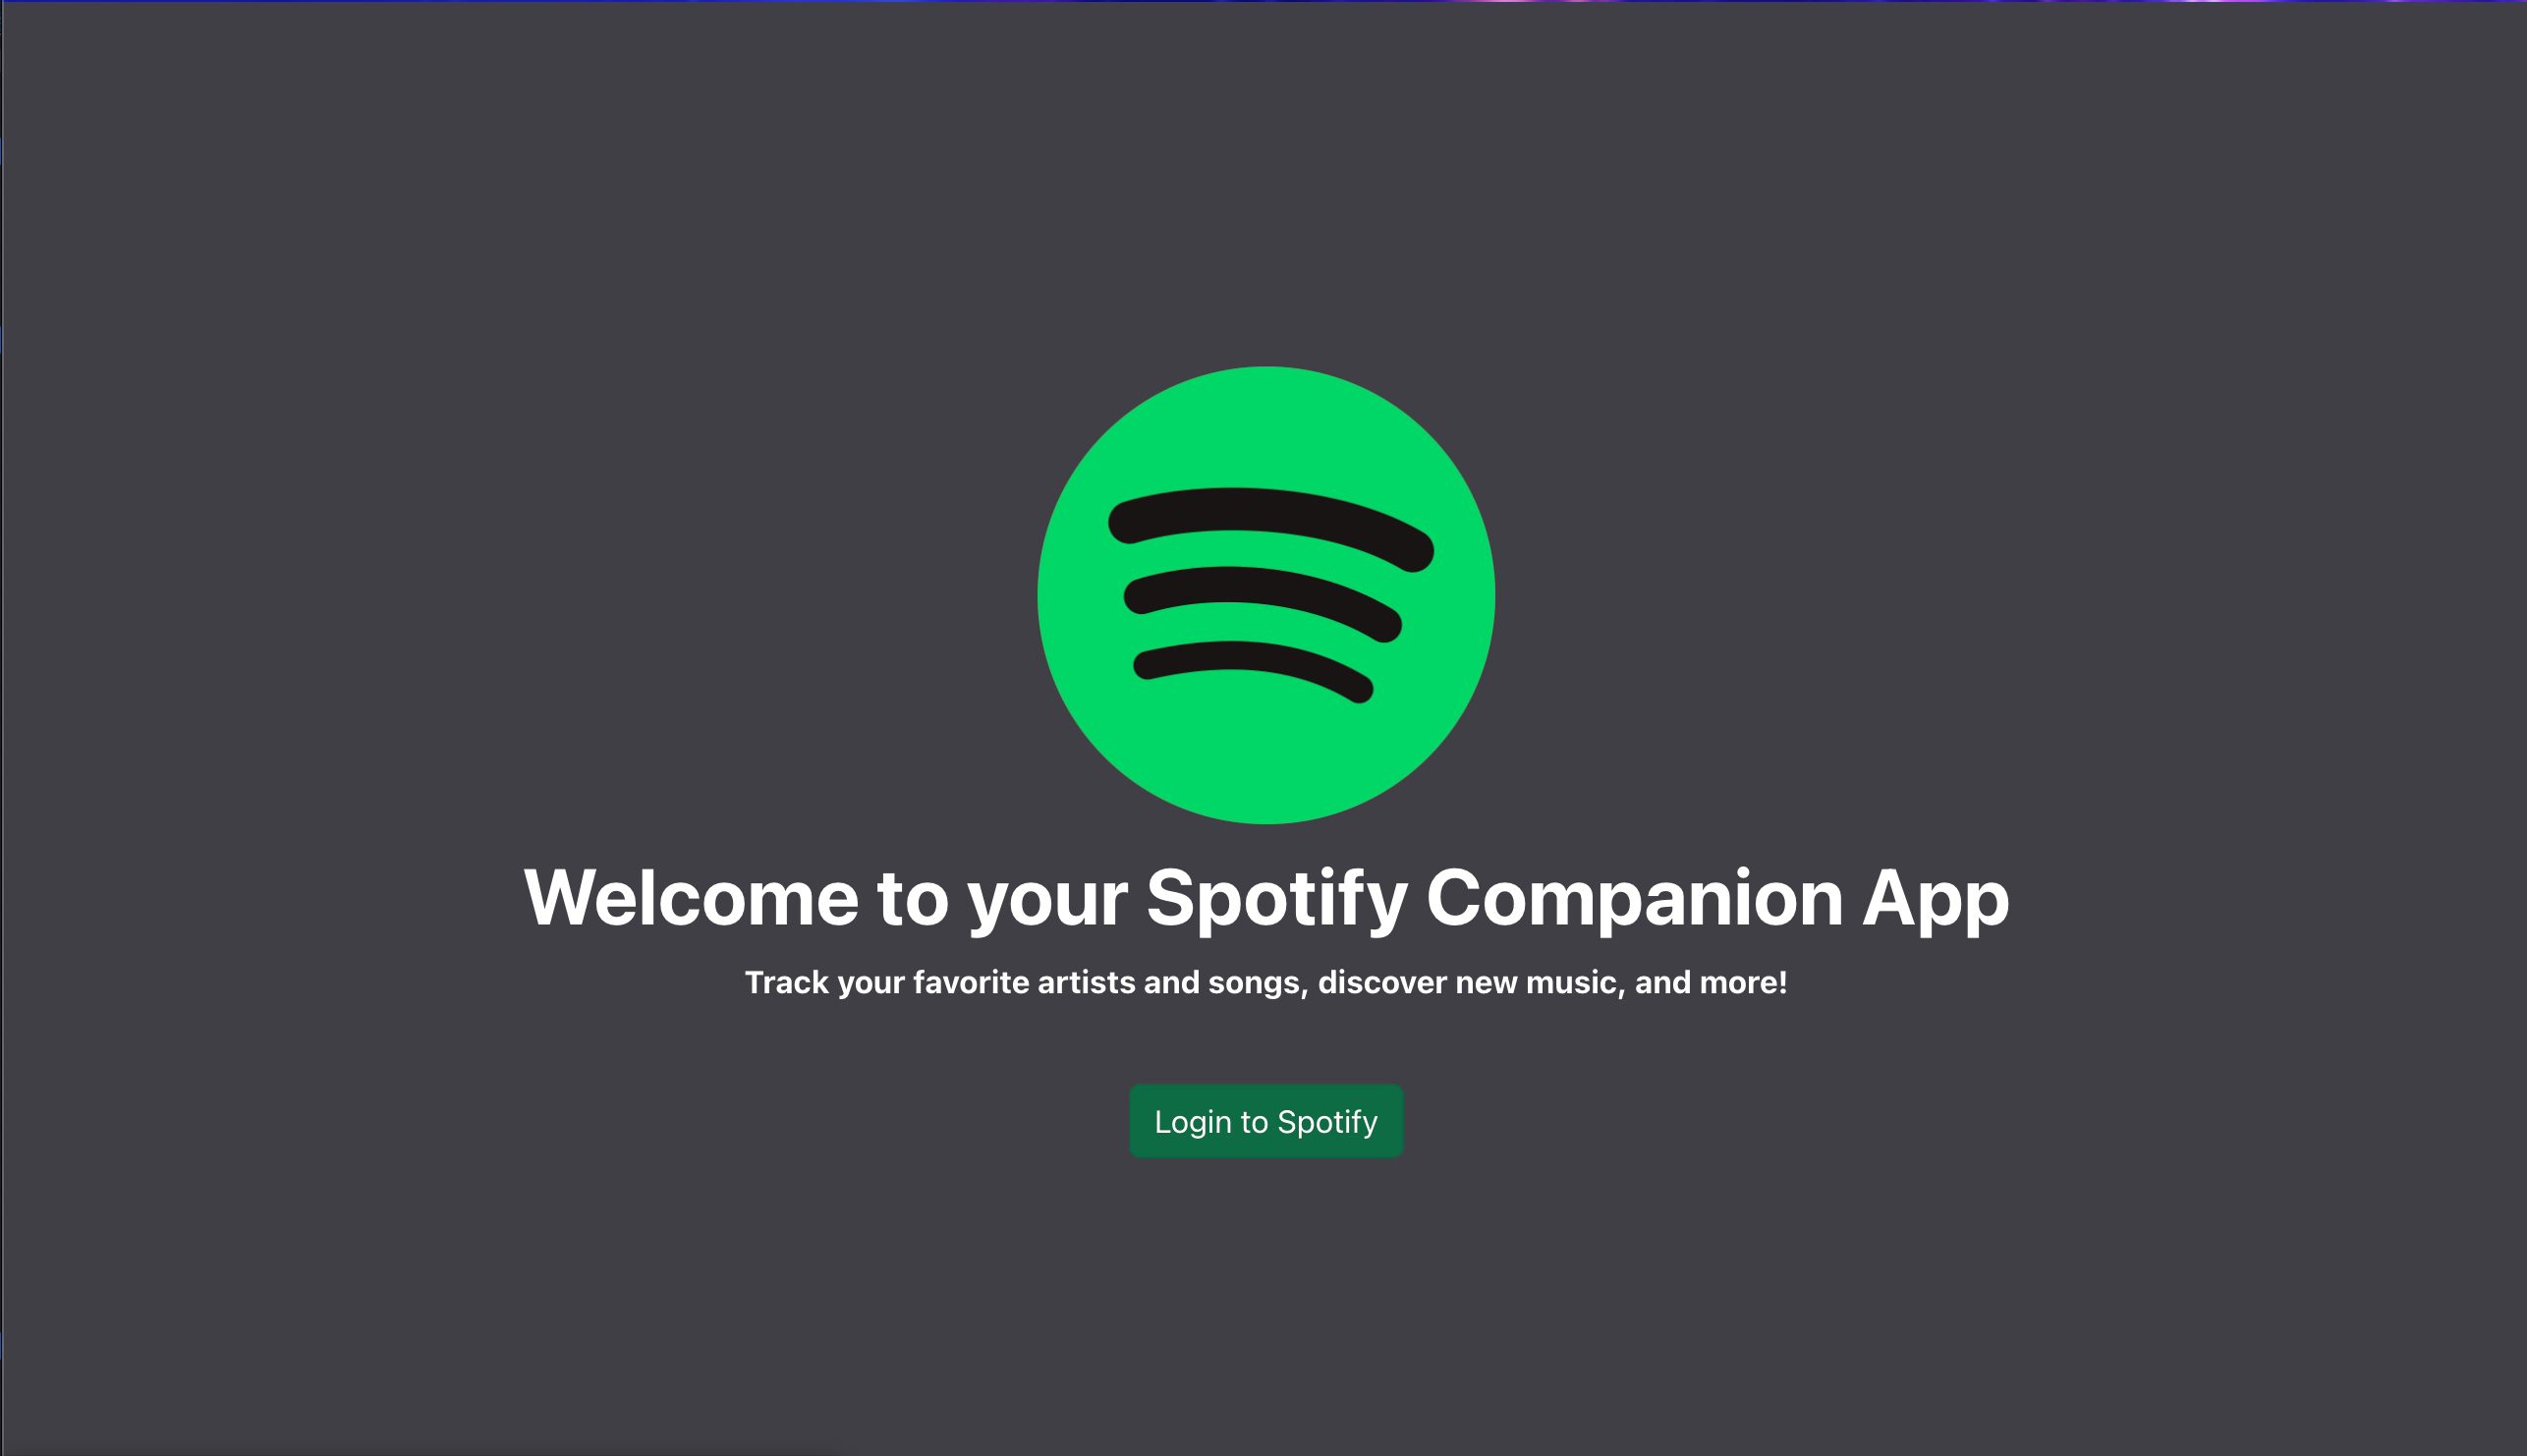 Welcome to your Spotify Companion App
Track your favorite artists and songs, discover new music, and more!
Login to Spotify